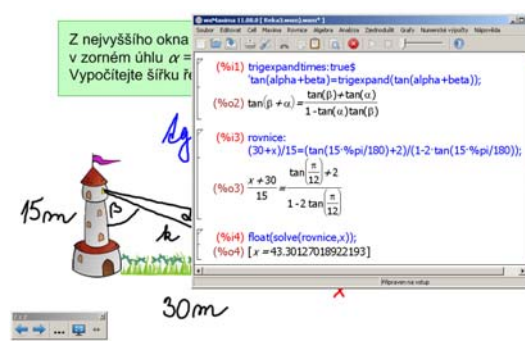 Z nejvyššího okna
v zorném úhlu α =
Vypočítejte šířku ře
tg
15m
β
k
30m
x
wxMaxima 11.08.0 [ Reka3.wxm], wxm* ]
Soubor Editovat Cell Maxima Rovnice Algebra Analýza Zjednodušit Grafy Numerické výpočty Nápověda
(%i1) trigexpandtimes:true$
'tan(alpha+beta)=trigexpand(tan(alpha+beta));
(%o2) tan(β+α)=tan(β)+tan(α)
1-tan(α)tan(β)
(%i3) rovnice:
(30+x)/15=(tan(15·%pi/180)+2)/(1-2·tan(15·%pi/180));
(%o3) x+30 / 15 = tan(π/12)+2
1-2 tan(π/12)
(%i4) float(solve(rovnice,x));
(%o4) [x=43.30127018922193]
Připraven na vstup